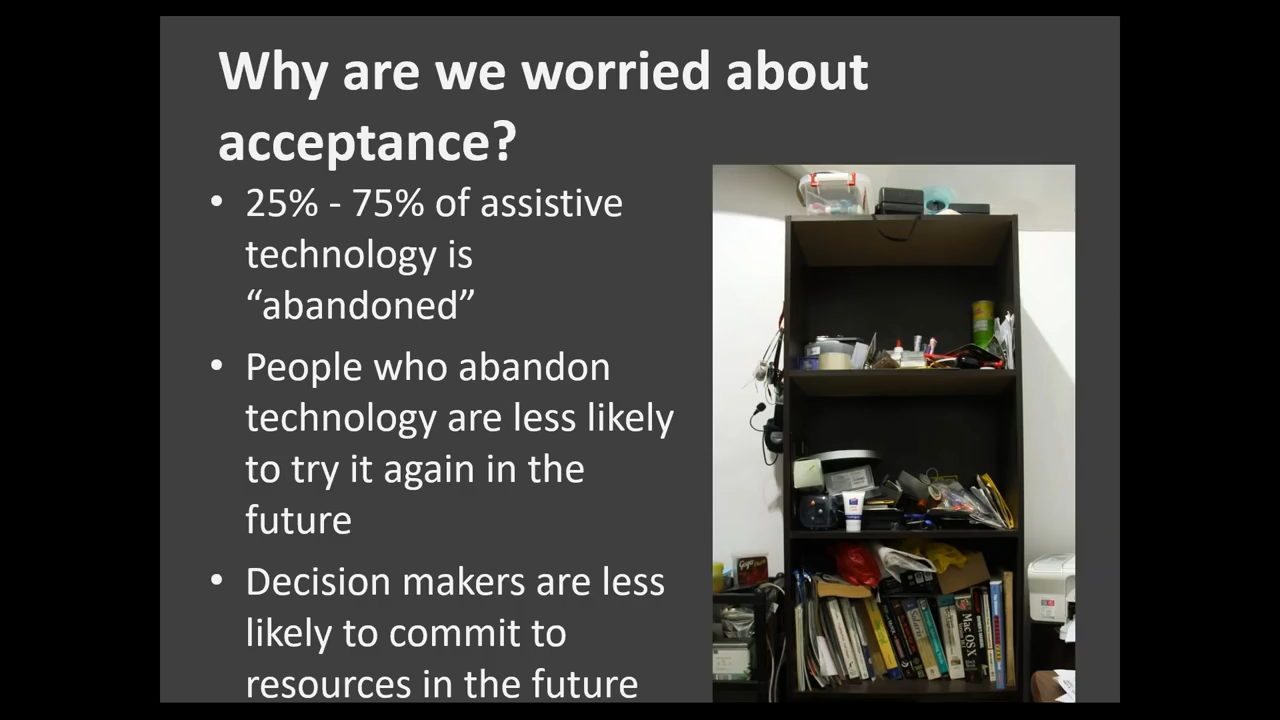 Why are we worried about
acceptance?
• 25% - 75% of assistive
technology is
“abandoned”
• People who abandon
technology are less likely
to try it again in the
future
• Decision makers are less
likely to commit to
resources in the future
Mac OSX